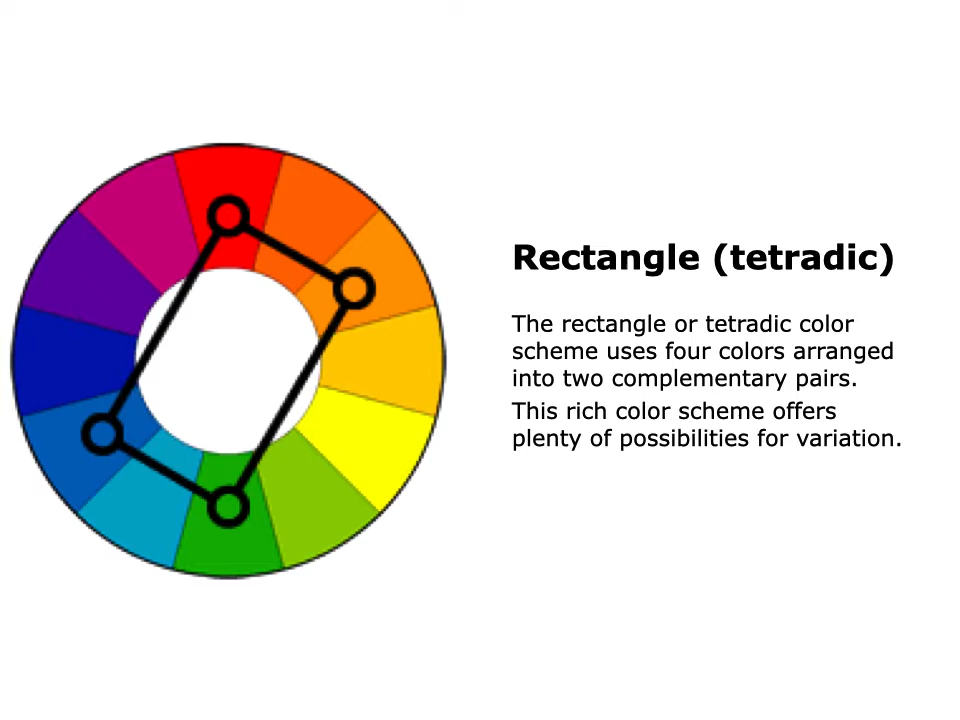 Rectangle (tetradic)
The rectangle or tetradic color
scheme uses four colors arranged
into two complementary pairs.
This rich color scheme offers
plenty of possibilities for variation.